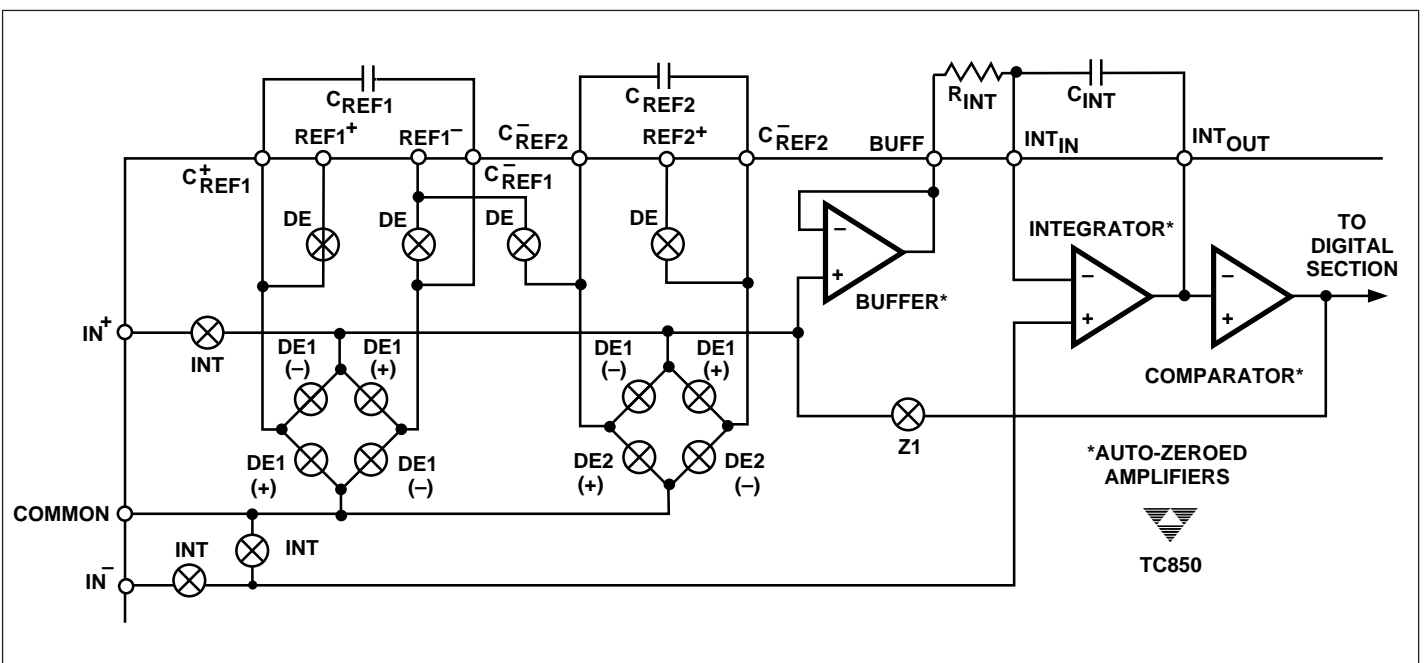 CREF1
CREF2
RINT
CINT
REF1+
REF1−
C−REF2
REF2+
C−REF2
BUFF
INTIN
INTOUT
C+REF1
C−REF1
DE
DE
DE
DE
−
+
BUFFER*
INTEGRATOR*
−
+
−
+
COMPARATOR*
TO
DIGITAL
SECTION
IN+
INT
DE1
(−)
DE1
(+)
DE1
(−)
DE1
(+)
DE1
(+)
DE1
(−)
DE2
(+)
DE2
(−)
Z1
*AUTO-ZEROED
AMPLIFIERS
COMMON
INT
INT
IN−
TC850